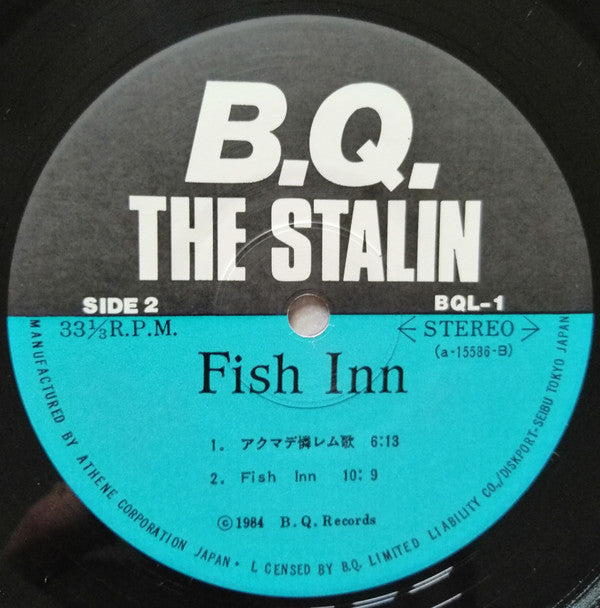 B.Q.
THE STALIN
SIDE 2
BQL-1
33⅓R.P.M.
STEREO
(a-15586-B)
Fish Inn
1. アクマデ憐レム歌 6:13
2. Fish Inn 10:9
©1984 B.Q. Records
MANUFACTURED BY ATHENE CORPORATION JAPAN • L CENSED BY B.Q. LIMITED LIABILITY CO.,/DISKPORT-SEIBU TOKYO JAPAN